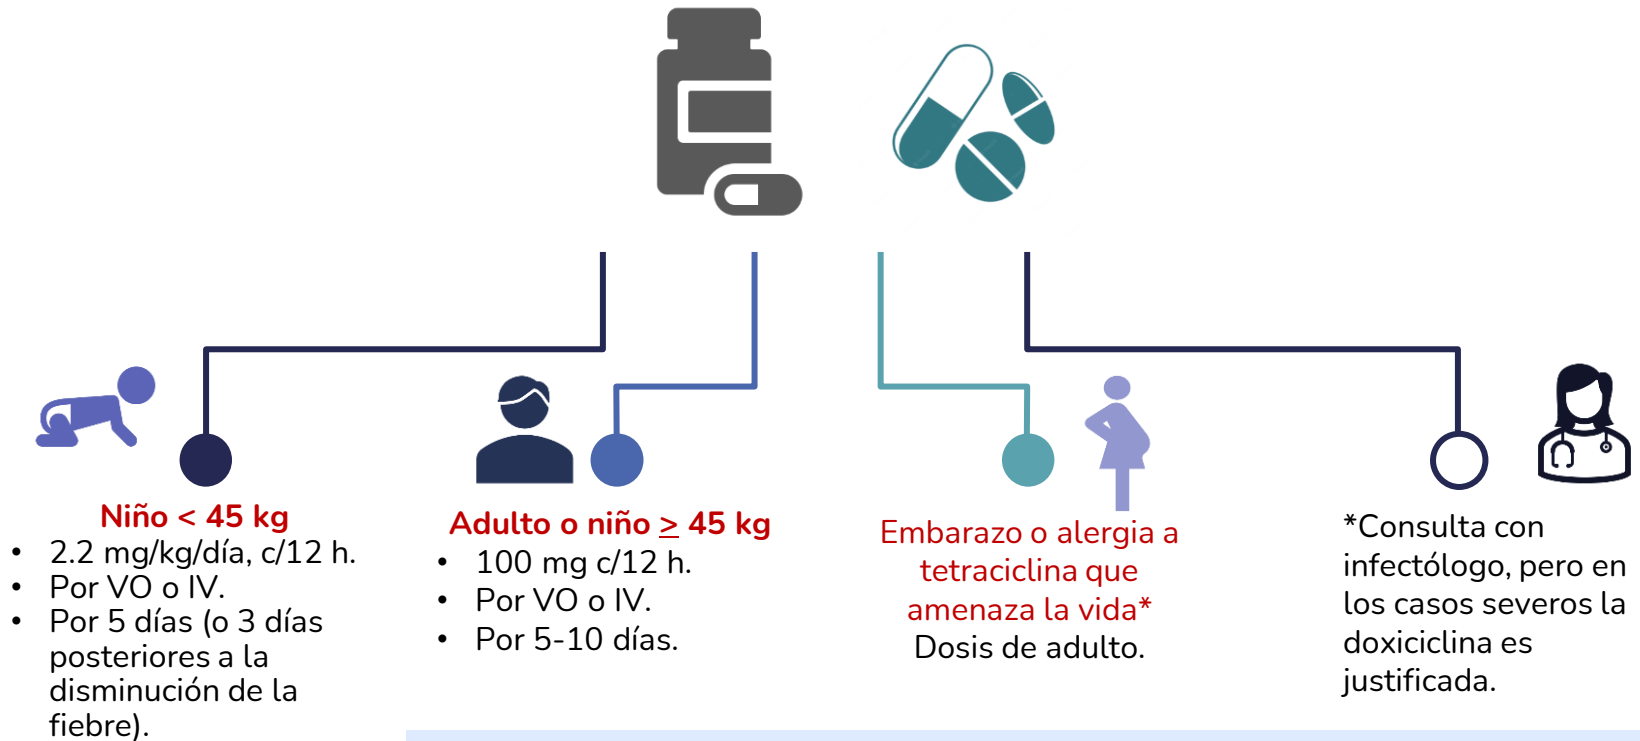 Niño < 45 kg
• 2.2 mg/kg/día, c/12 h.
• Por VO o IV.
• Por 5 días (o 3 días
posteriores a la
disminución de la
fiebre).
Adulto o niño ≥ 45 kg
• 100 mg c/12 h.
• Por VO o IV.
• Por 5-10 días.
Embarazo o alergia a
tetraciclina que
amenaza la vida*
Dosis de adulto.
*Consulta con
infectólogo, pero en
los casos severos la
doxiciclina es
justificada.